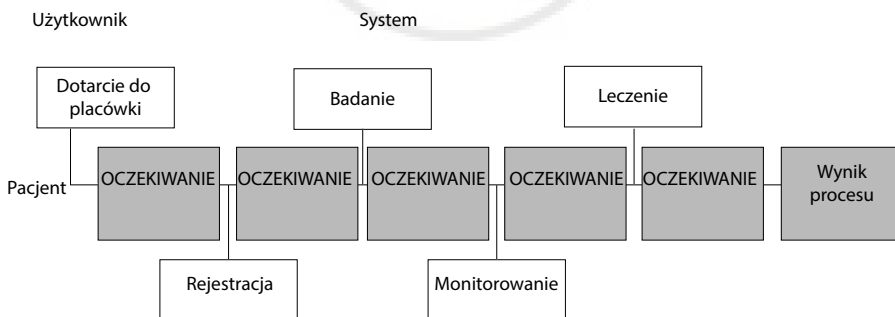 Użytkownik
System
Dotarcie do
placówki
Badanie
Leczenie
Pacjent
OCZEKIWANIE
OCZEKIWANIE
OCZEKIWANIE
OCZEKIWANIE
OCZEKIWANIE
Wynik
procesu
Rejestracja
Monitorowanie